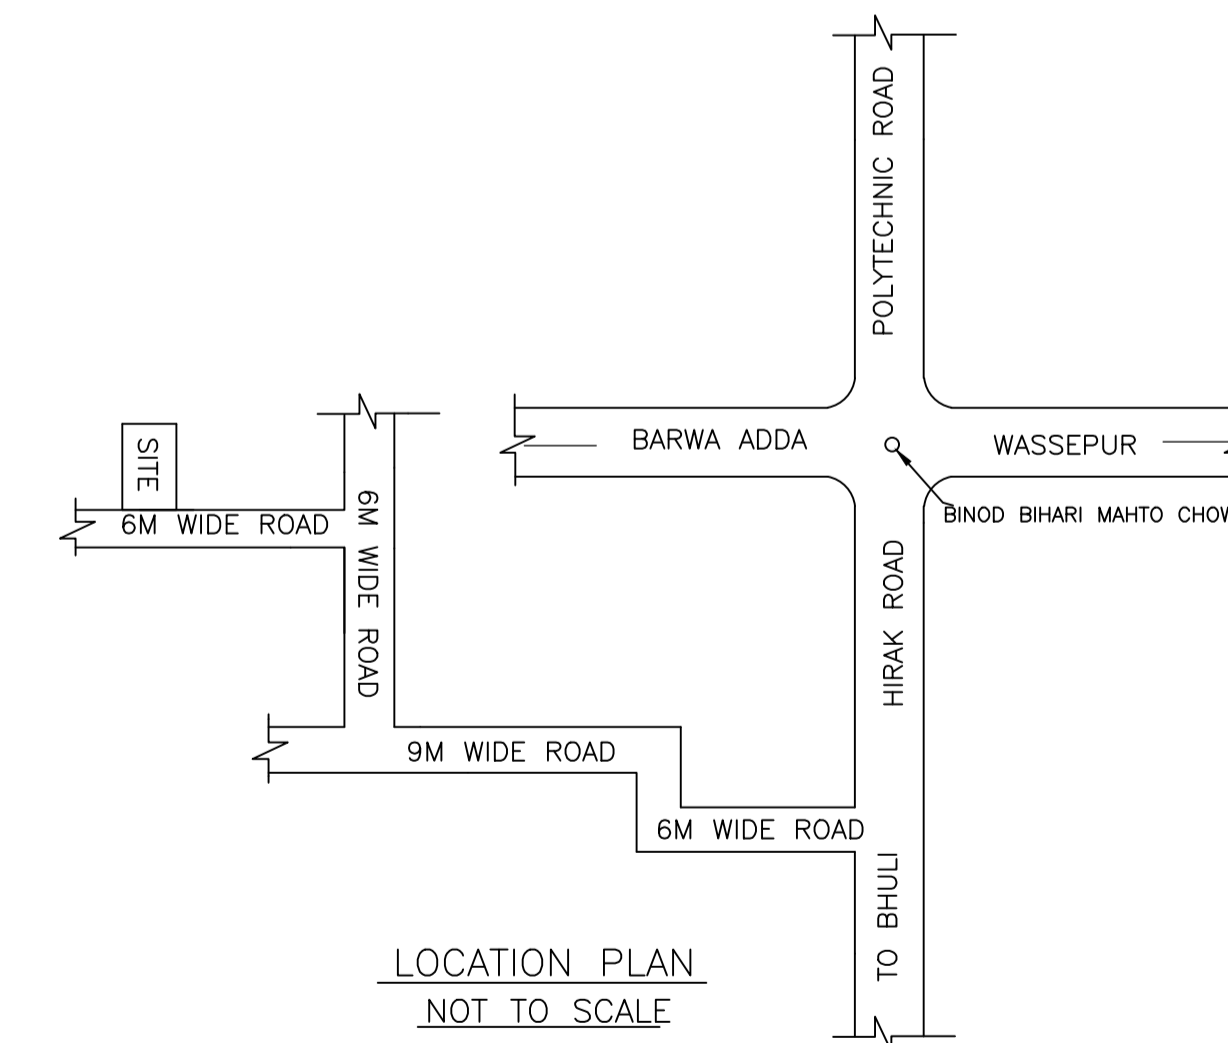 POLYTECHNIC ROAD
BARWA ADDA
WASSEPUR
SITE
6M WIDE ROAD
6M WIDE ROAD
BINOD BIHARI MAHTO CHOW
HIRAK ROAD
9M WIDE ROAD
6M WIDE ROAD
TO BHULI
LOCATION PLAN
NOT TO SCALE